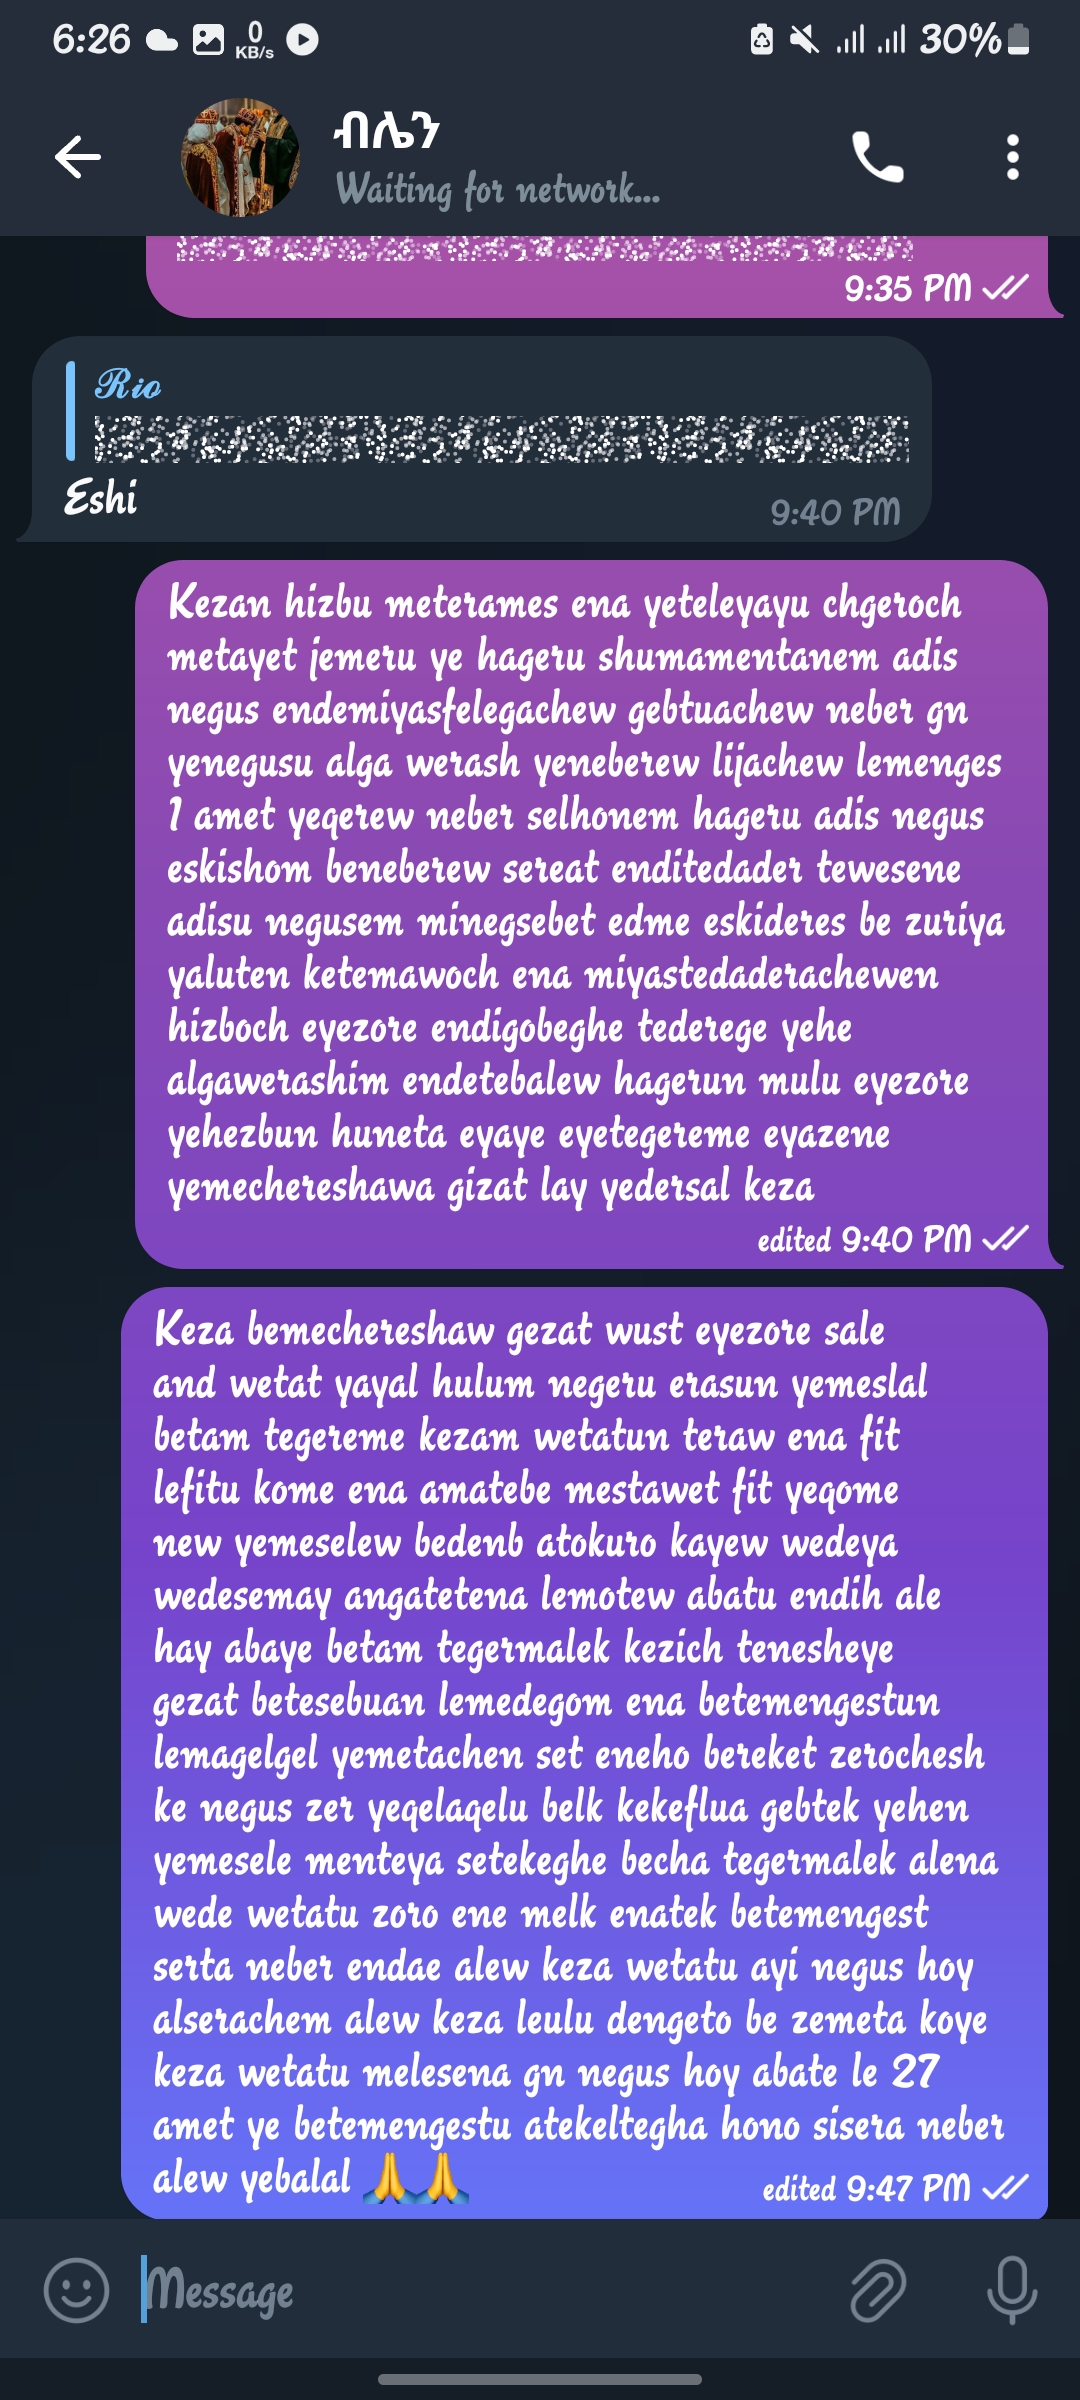 6:26
0
KB/s
30%
ብሌን
Waiting for network...
9:35 PM
Rio
Eshi
9:40 PM
Kezan hizbu meterames ena yeteleyayu chgeroch
metayet jemeru ye hageru shumamentanem adis
negus endemiyasfelegachew gebtuachew neber gn
yenegusu alga werash yeneberew lijachew lemenges
1 amet yeqerew neber selhonem hageru adis negus
eskishom beneberew sereat enditedader tewesene
adisu negusem minegsebet edme eskideres be zuriya
yaluten ketemawoch ena miyastedaderachewen
hizboch eyezore endigobeghe tederege yehe
algawerashim endetebalew hagerun mulu eyezore
yehezbun huneta eyaye eyetegereme eyazene
yemechereshawa gizat lay yedersal keza
edited 9:40 PM
Keza bemechereshaw gezat wust eyezore sale
and wetat yayal hulum negeru erasun yemeslal
betam tegereme kezam wetatun teraw ena fit
lefitu kome ena amatebe mestawet fit yeqome
new yemeselew bedenb atokuro kayew wedeya
wedesemay angatetena lemotew abatu endih ale
hay abaye betam tegermalek kezich tenesheye
gezat betesebuan lemedegom ena betemengestun
lemagelgel yemetachen set eneho bereket zerochesh
ke negus zer yeqelaqelu belk kekeflua gebtek yehen
yemesele menteya setekeghe becha tegermalek alena
wede wetatu zoro ene melk enatek betemengest
serta neber endae alew keza wetatu ayi negus hoy
alserachem alew keza leulu dengeto be zemeta koye
keza wetatu melesena gn negus hoy abate le 27
amet ye betemengestu atekeltegha hono sisera neber
alew yebalal 🙏🙏
edited 9:47 PM
Message